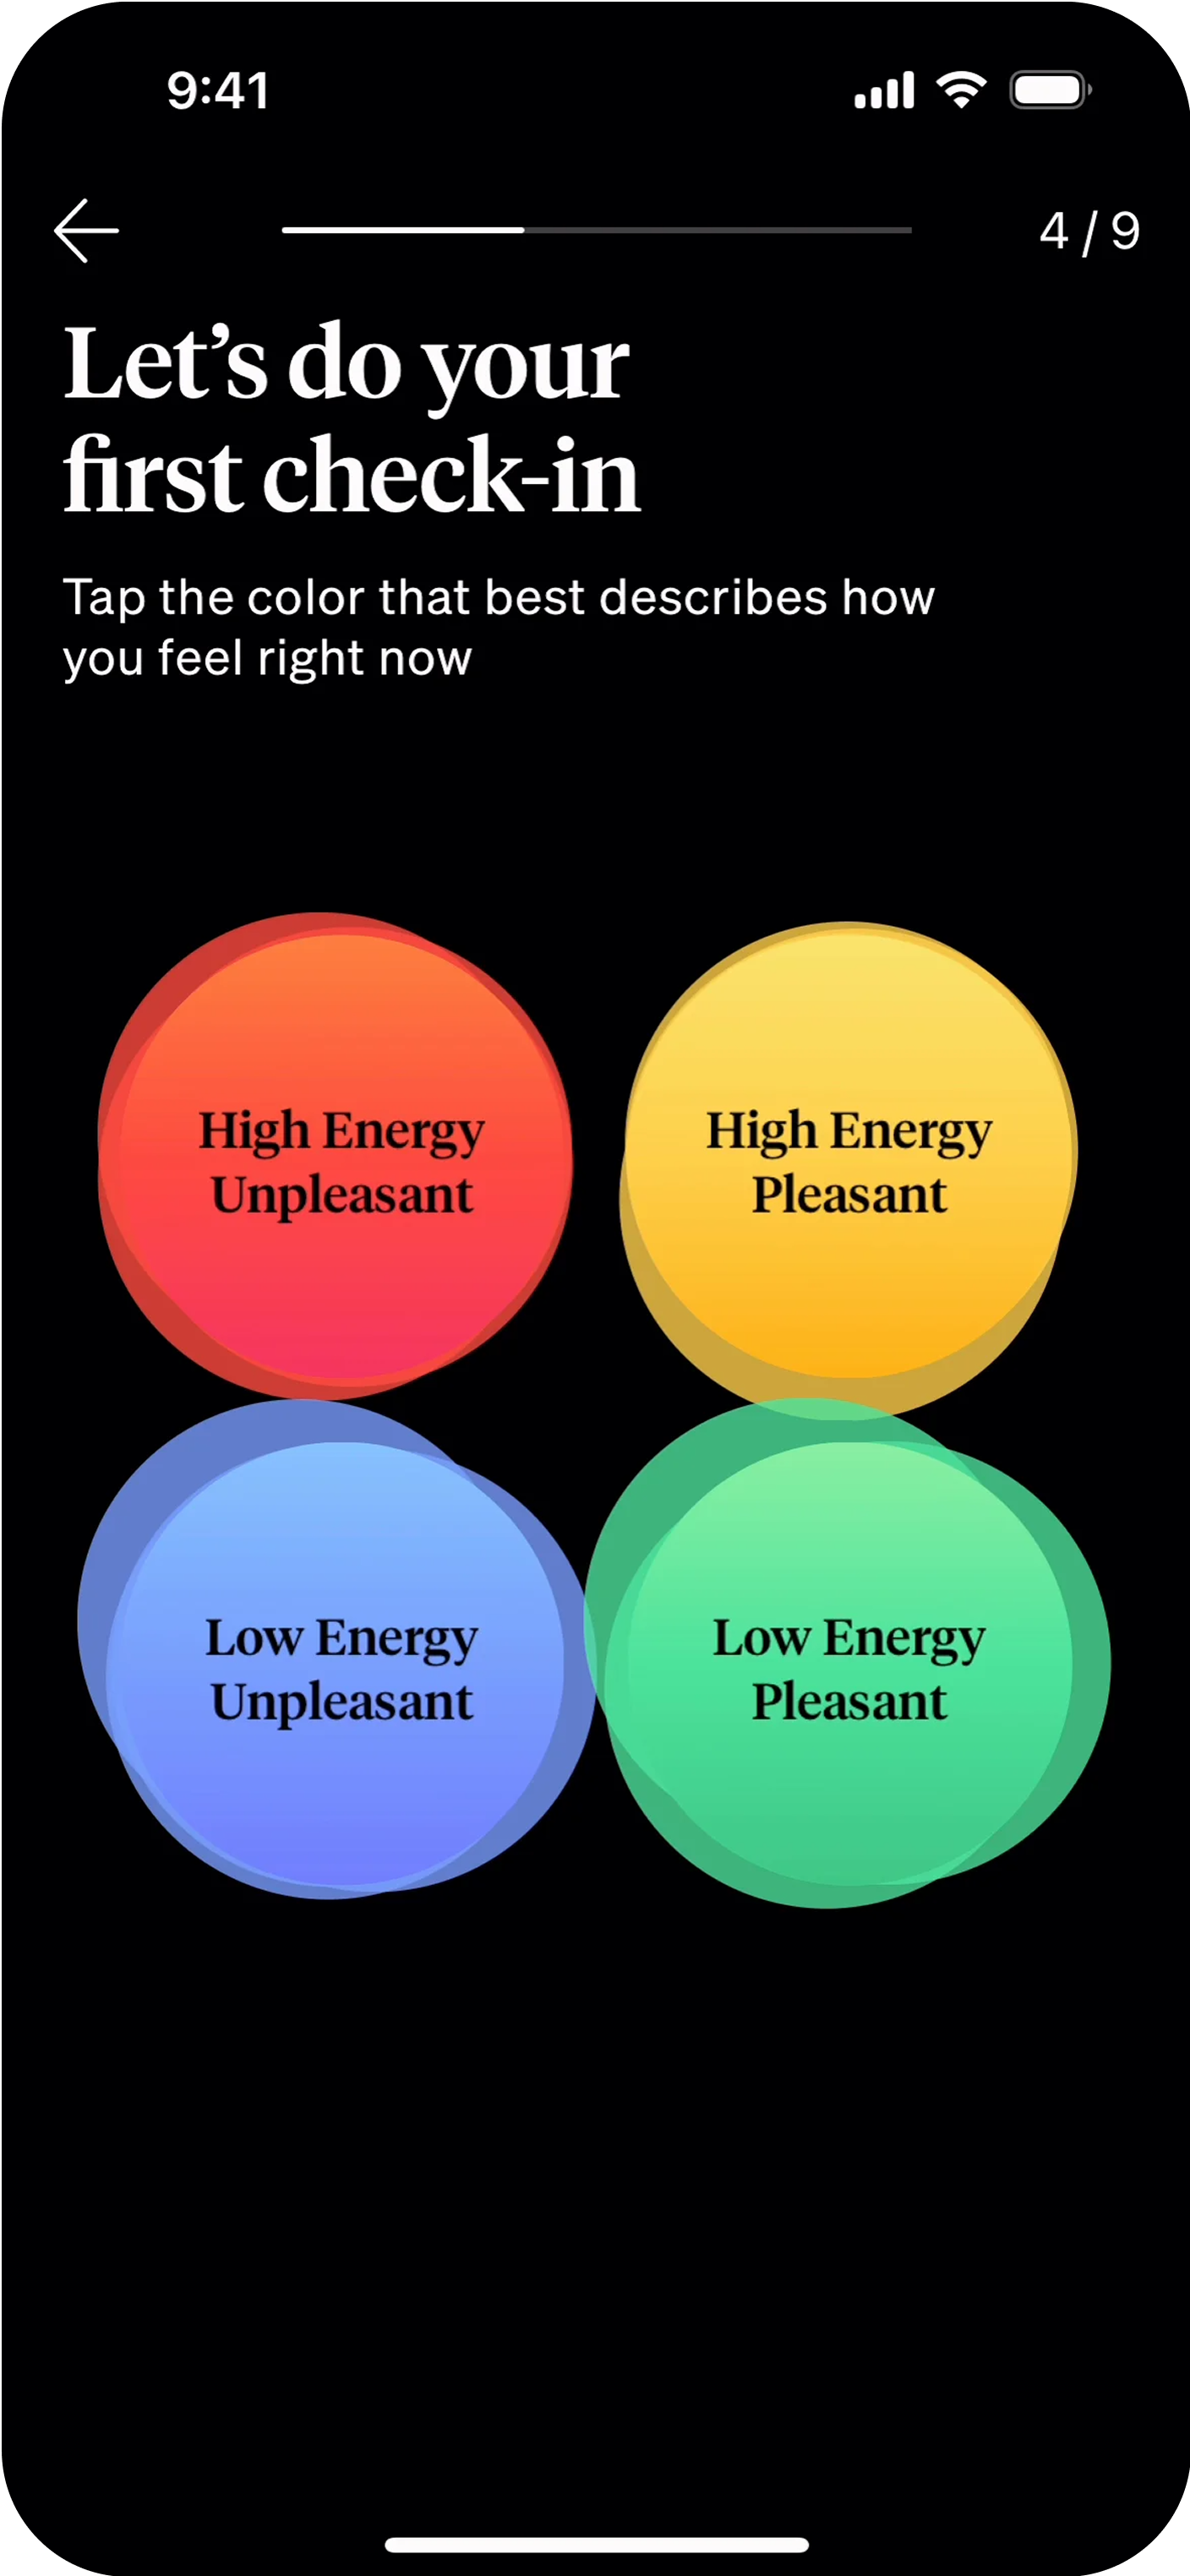 9:41
4 / 9
Let’s do your
first check-in
Tap the color that best describes how
you feel right now
High Energy
Unpleasant
High Energy
Pleasant
Low Energy
Unpleasant
Low Energy
Pleasant